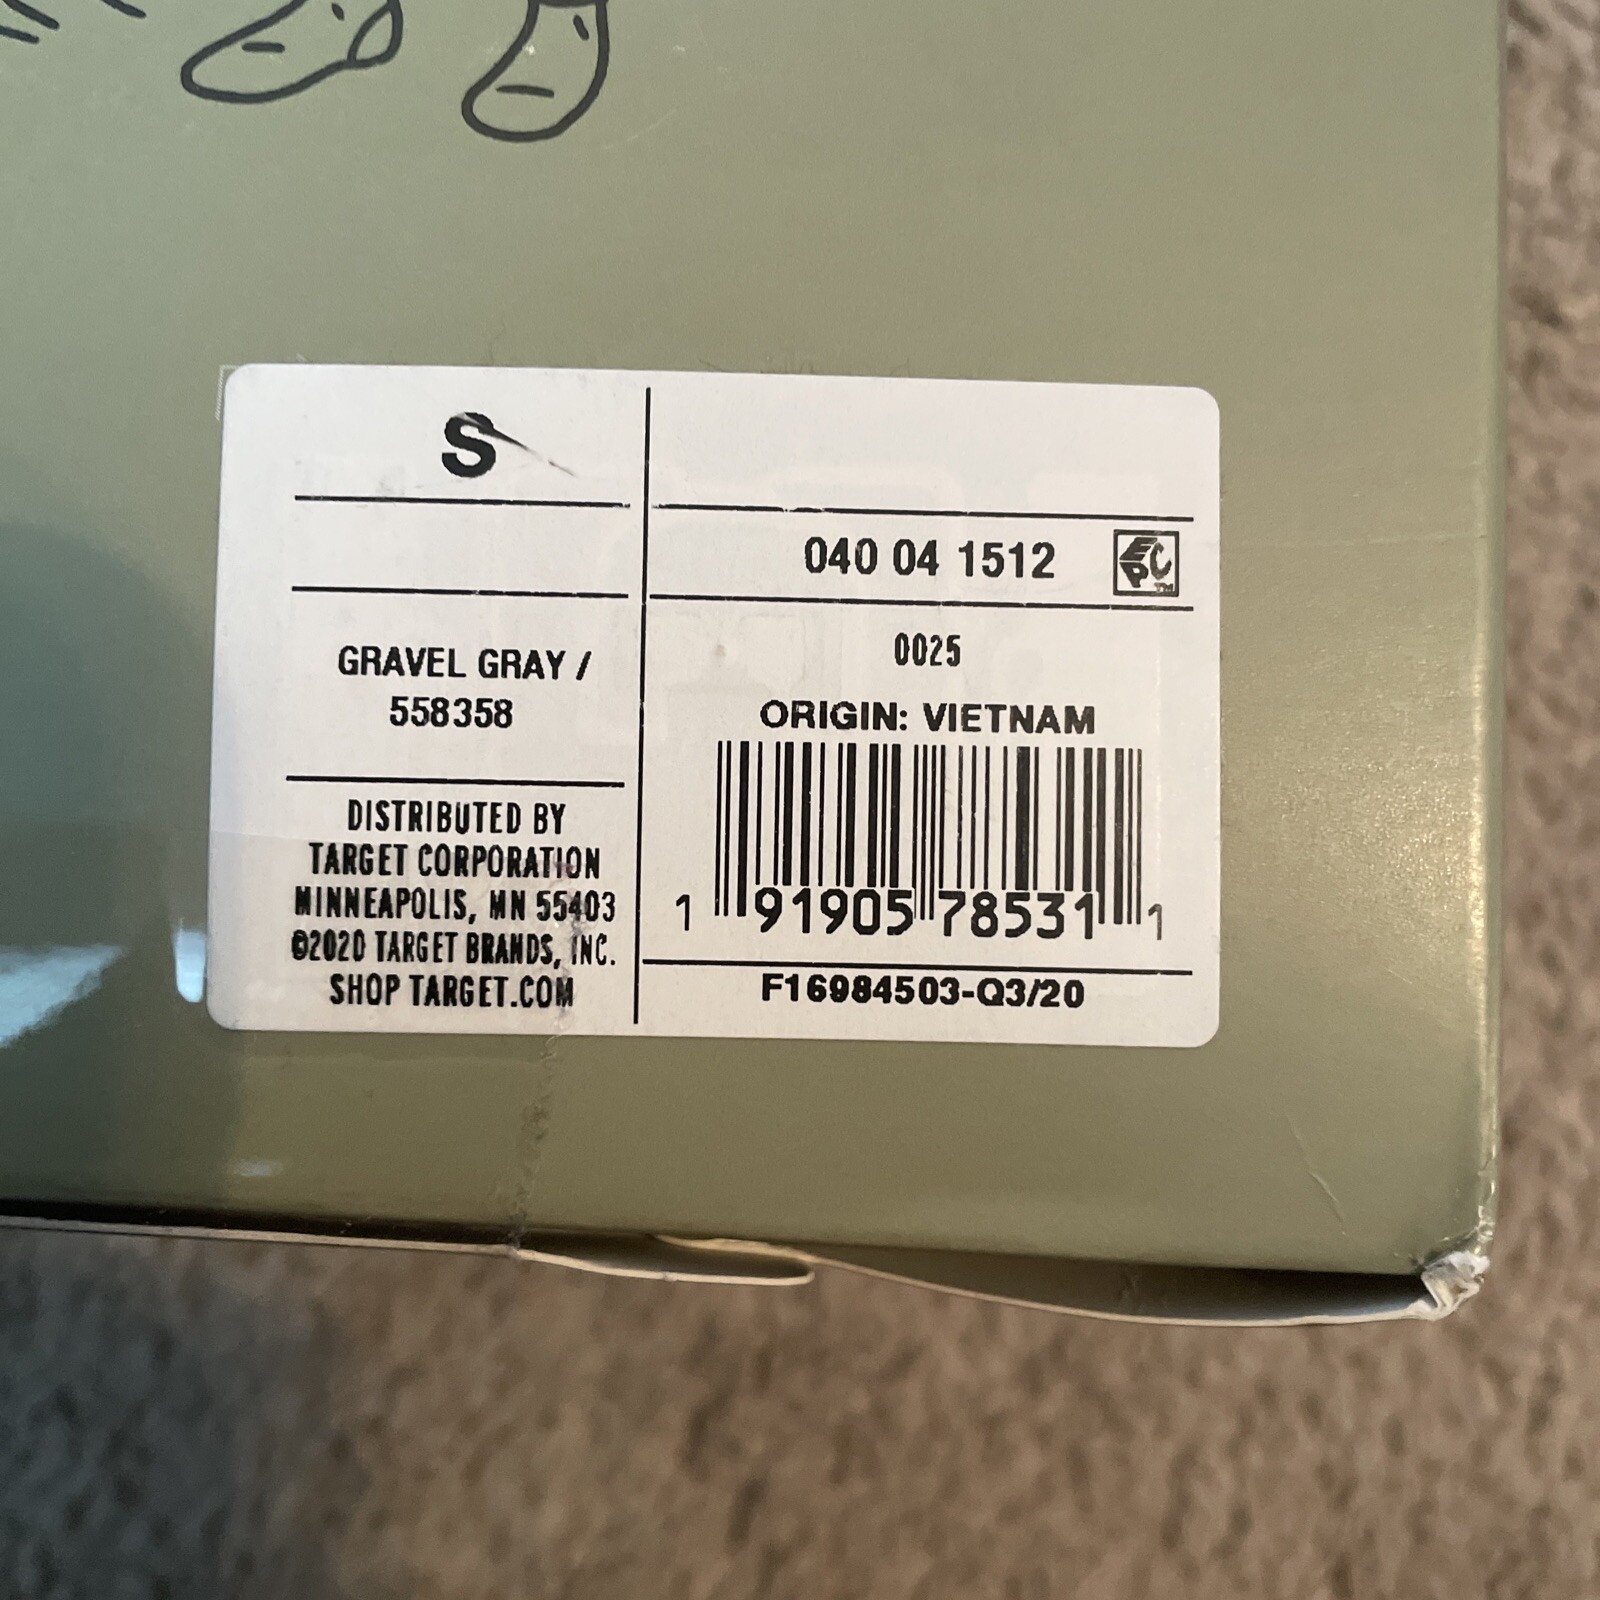 S
GRAVEL GRAY /
558358
DISTRIBUTED BY
TARGET CORPORATION
MINNEAPOLIS, MN 55403
©2020 TARGET BRANDS, INC.
SHOP TARGET.COM
040 04 1512
EPC™
0025
ORIGIN: VIETNAM
1 91905 78531 1
F16984503-Q3/20